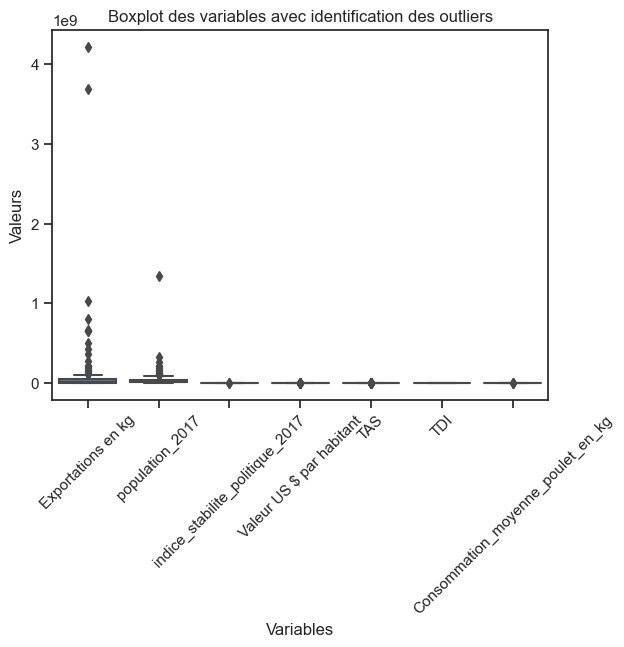 Boxplot des variables avec identification des outliers
1e9
4
3
2
1
0
Valeurs
Exportations en kg
population_2017
indice_stabilite_politique_2017
Valeur US $ par habitant
TAS
TDI
Consommation_moyenne_poulet_en_kg
Variables